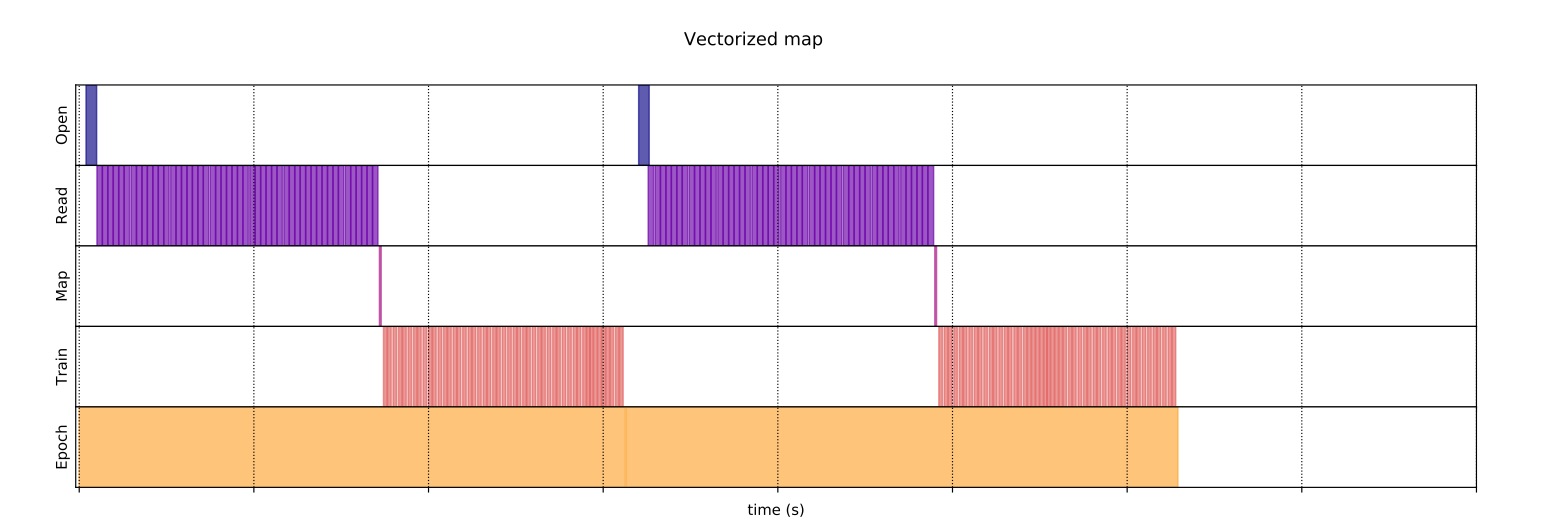 Vectorized map
Open
Read
Map
Train
Epoch
time (s)